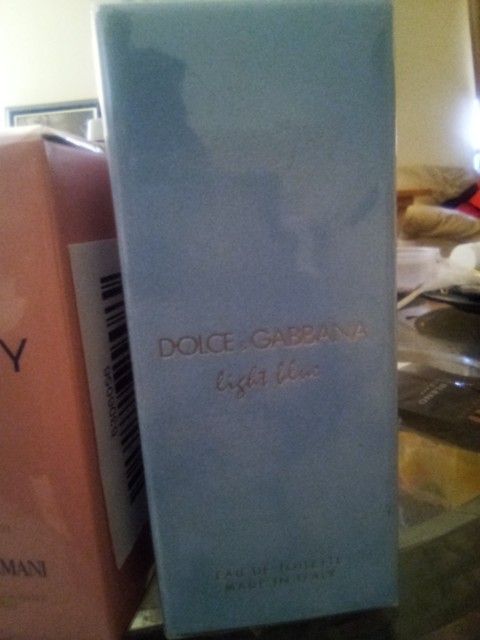 DOLCE & GABBANA
light blue
EAU DE TOILETTE
MADE IN ITALY
Y
MANI